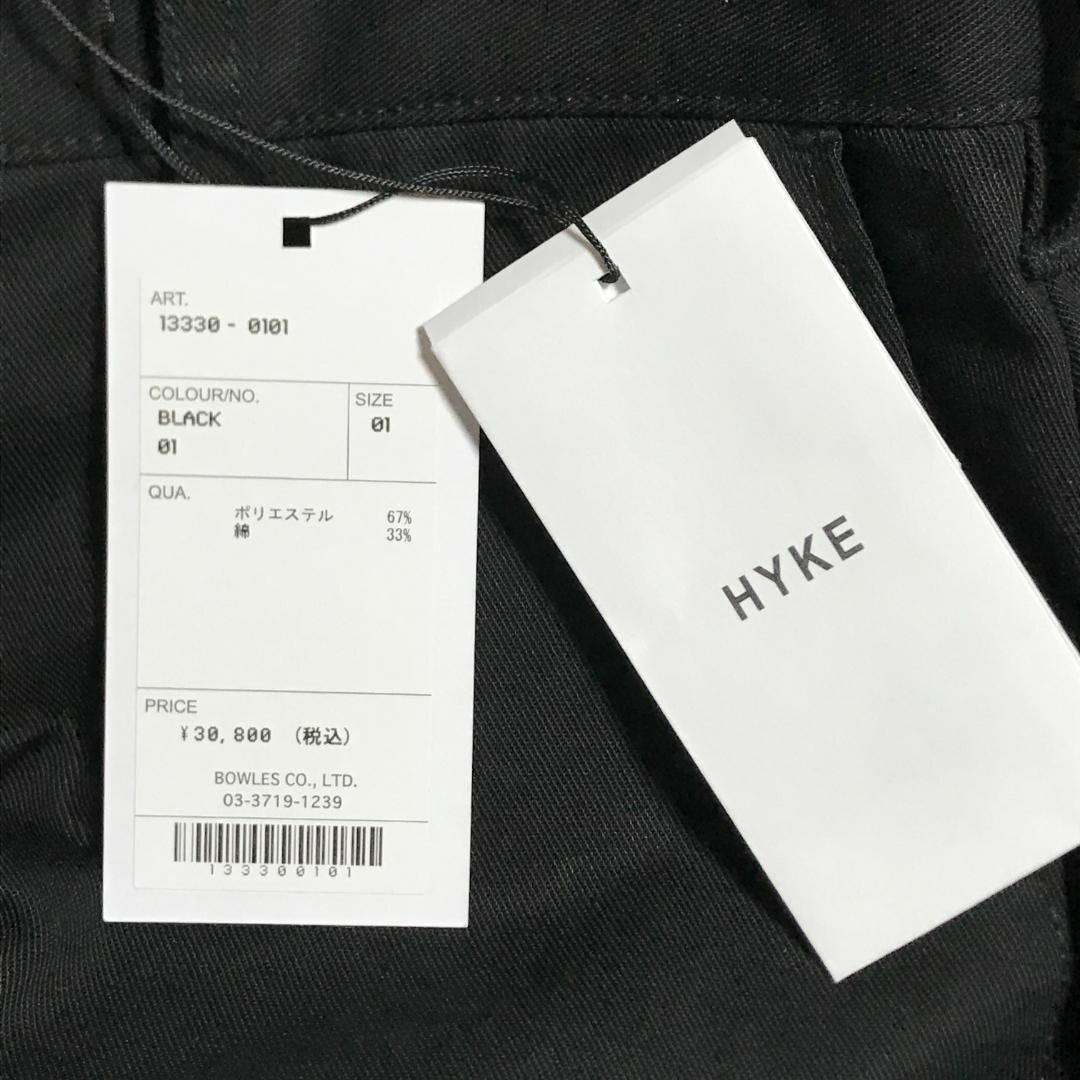 ART.
13330 - 0101
COLOUR/NO.
BLACK
01
SIZE
01
QUA.
ポリエステル 67%
綿 33%
PRICE
¥30,800 (税込)
BOWLES CO., LTD.
03-3719-1239
133300101
HYKE